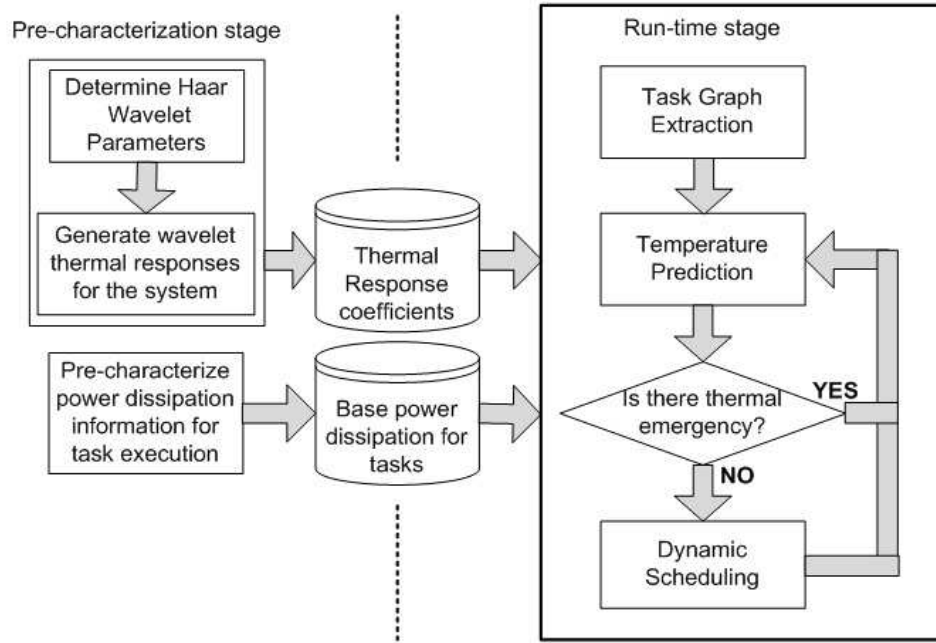 Pre-characterization stage
Determine Haar
Wavelet
Parameters
Generate wavelet
thermal responses
for the system
Pre-characterize
power dissipation
information for
task execution
Thermal
Response
coefficients
Base power
dissipation for
tasks
Run-time stage
Task Graph
Extraction
Temperature
Prediction
Is there thermal
emergency?
YES
NO
Dynamic
Scheduling